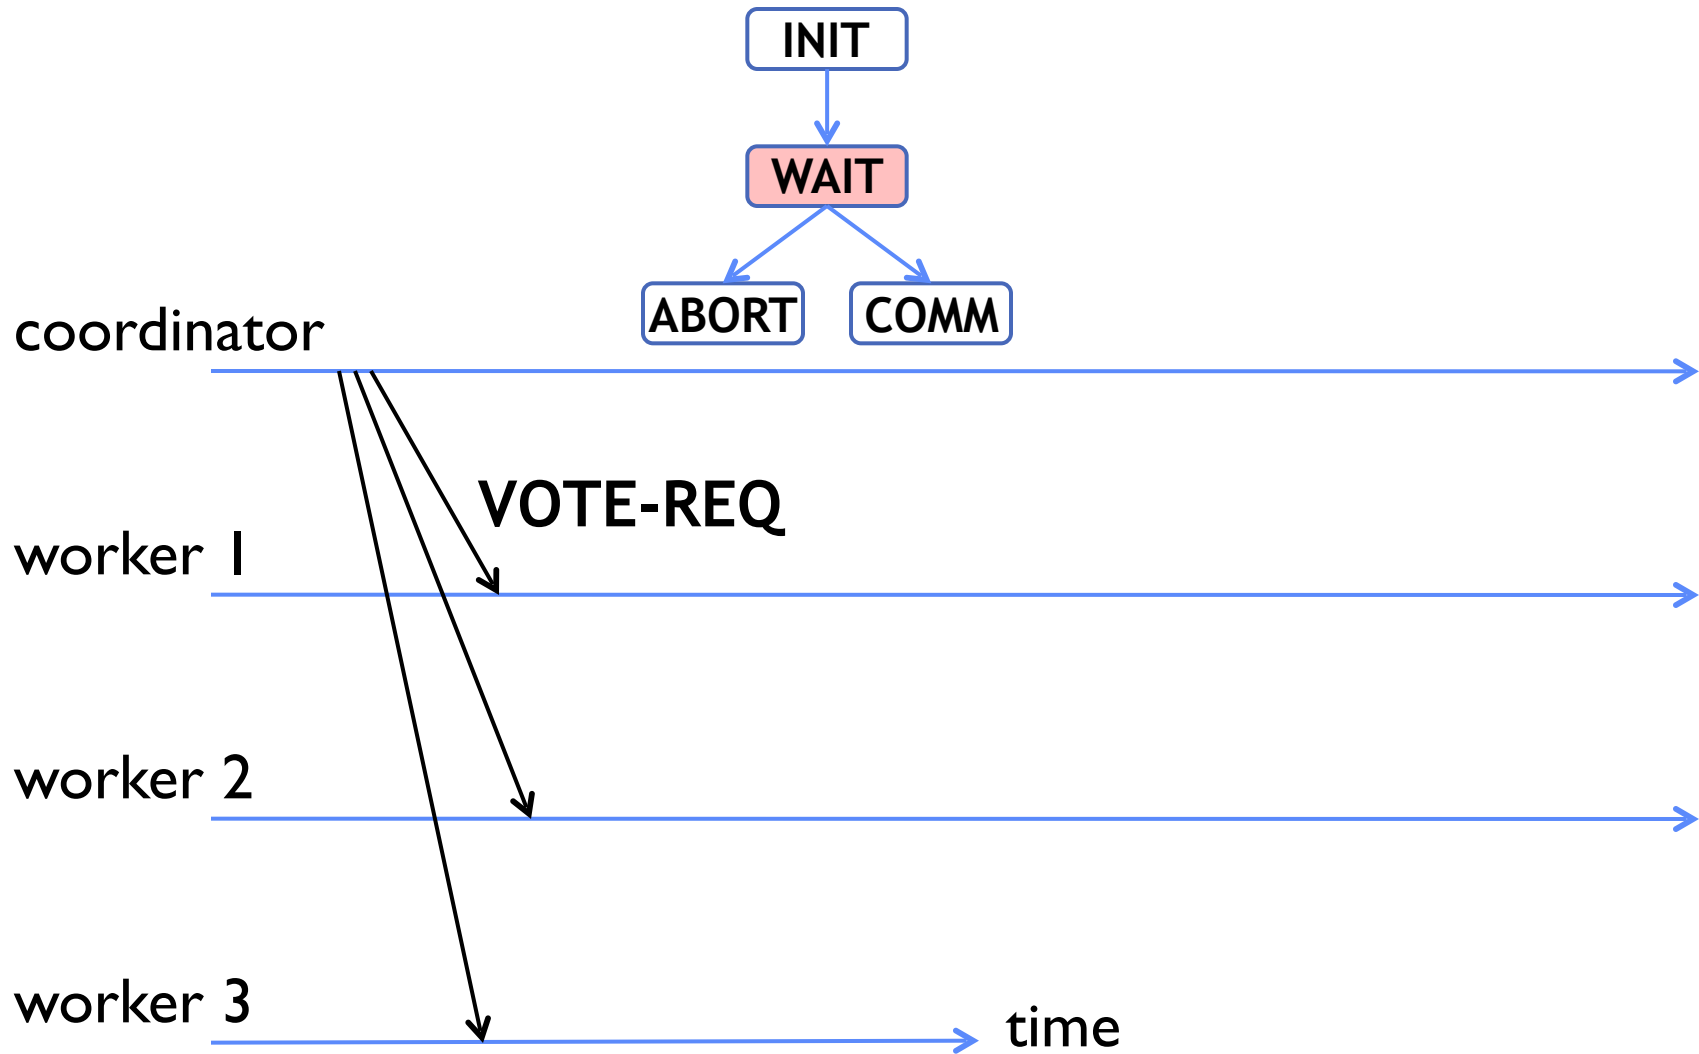 INIT
WAIT
ABORT COMM
coordinator
VOTE-REQ
worker 1
worker 2
worker 3
time